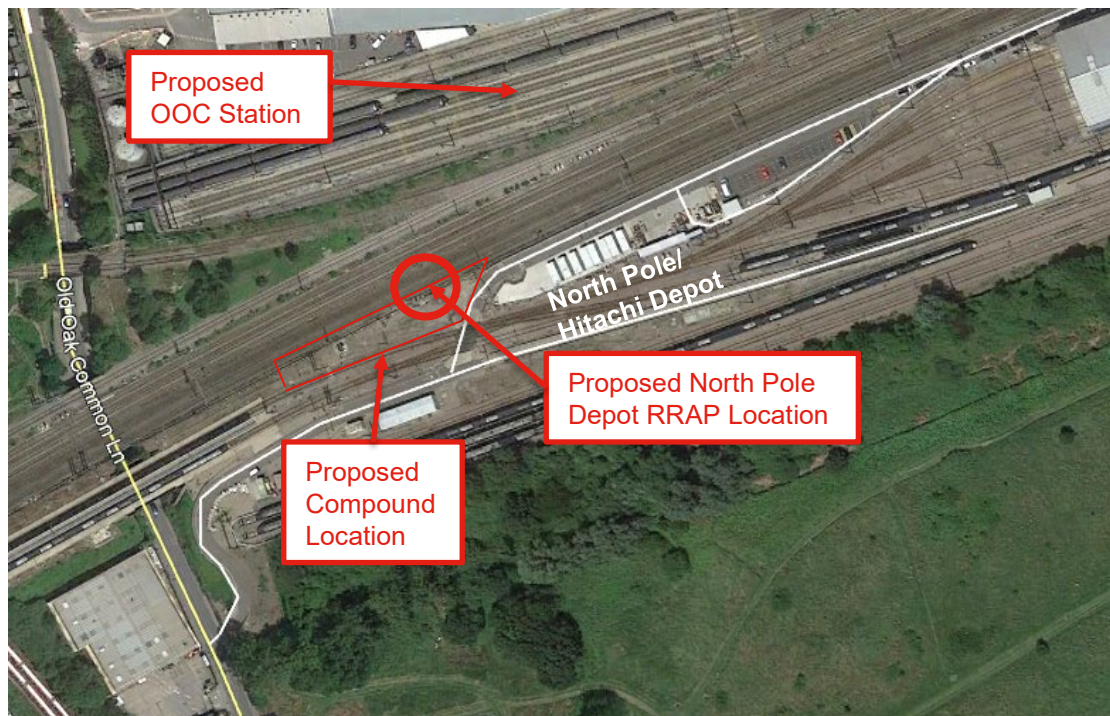 Proposed
OOC Station
North Pole/
Hitachi Depot
Old Oak Common Ln
Proposed North Pole
Depot RRAP Location
Proposed
Compound
Location